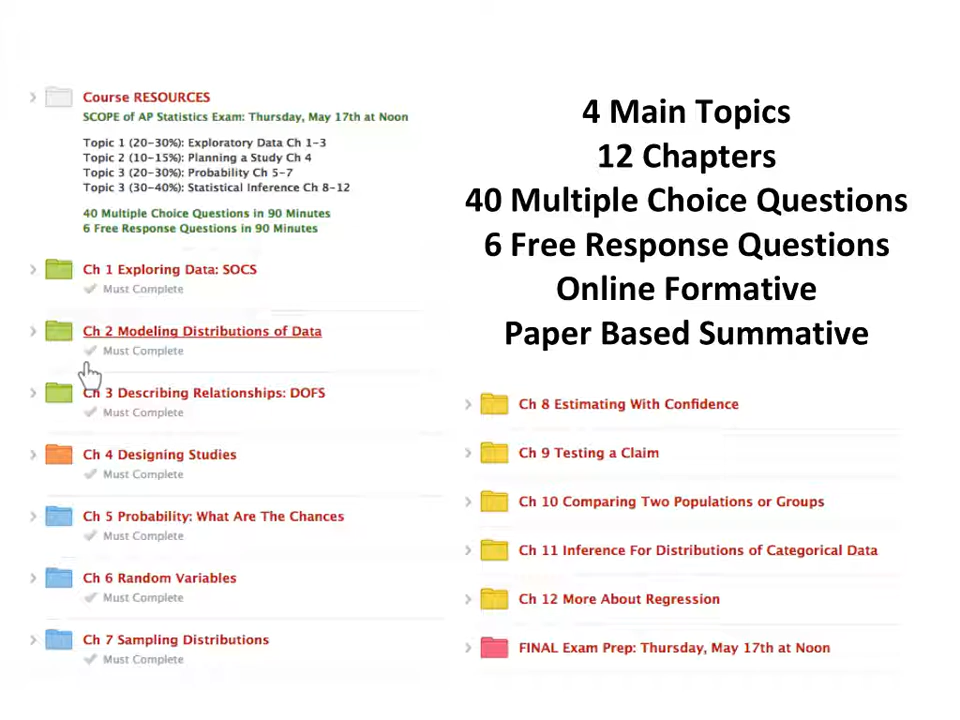 Course RESOURCES
SCOPE of AP Statistics Exam: Thursday, May 17th at Noon
Topic 1 (20-30%): Exploratory Data Ch 1-3
Topic 2 (10-15%): Planning a Study Ch 4
Topic 3 (20-30%): Probability Ch 5-7
Topic 3 (30-40%): Statistical Inference Ch 8-12
40 Multiple Choice Questions in 90 Minutes
6 Free Response Questions in 90 Minutes
Ch 1 Exploring Data: SOCS
Must Complete
Ch 2 Modeling Distributions of Data
Must Complete
Ch 3 Describing Relationships: DOFS
Must Complete
Ch 4 Designing Studies
Must Complete
Ch 5 Probability: What Are The Chances
Must Complete
Ch 6 Random Variables
Must Complete
Ch 7 Sampling Distributions
Must Complete
4 Main Topics
12 Chapters
40 Multiple Choice Questions
6 Free Response Questions
Online Formative
Paper Based Summative
Ch 8 Estimating With Confidence
Ch 9 Testing a Claim
Ch 10 Comparing Two Populations or Groups
Ch 11 Inference For Distributions of Categorical Data
Ch 12 More About Regression
FINAL Exam Prep: Thursday, May 17th at Noon